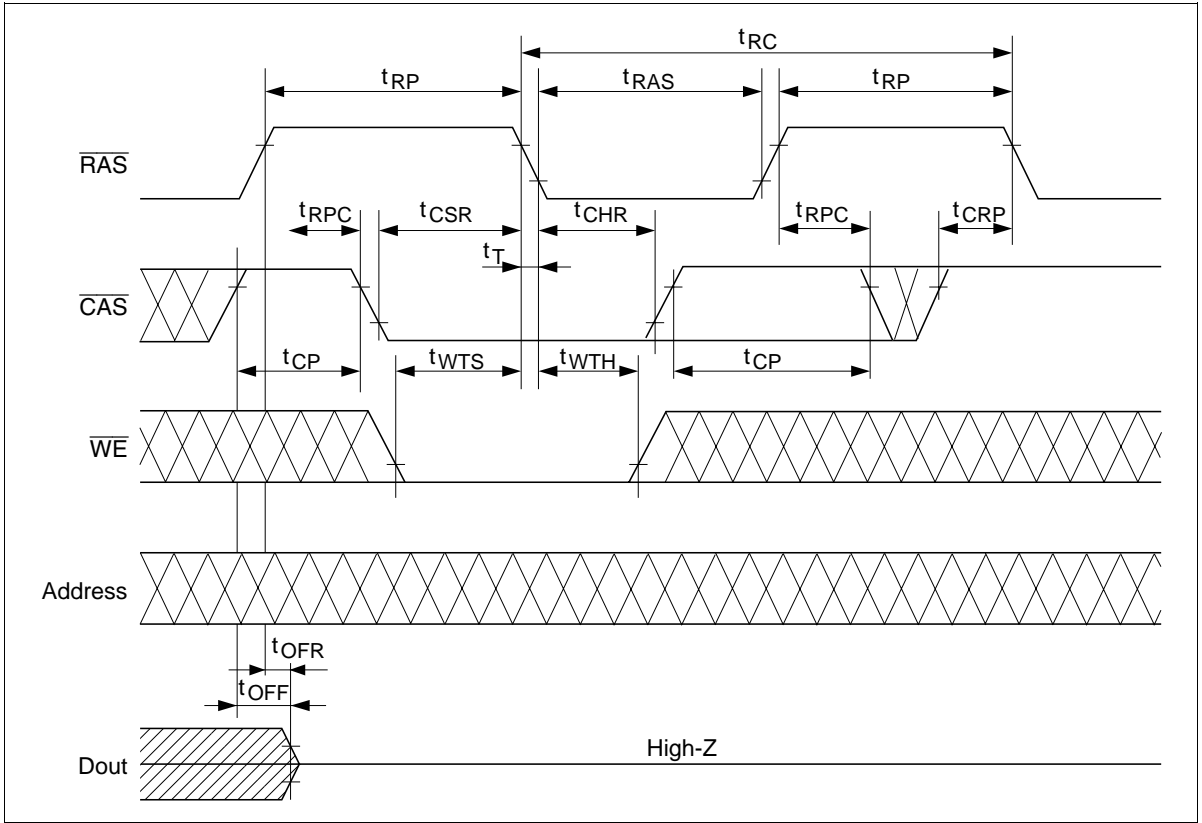 tRC
tRP tRAS tRP
RAS
tRPC tCSR tCHR tRPC tCRP
tT
CAS
tCP tWTS tWTH tCP
WE
Address
tOFR
tOFF
High-Z
Dout